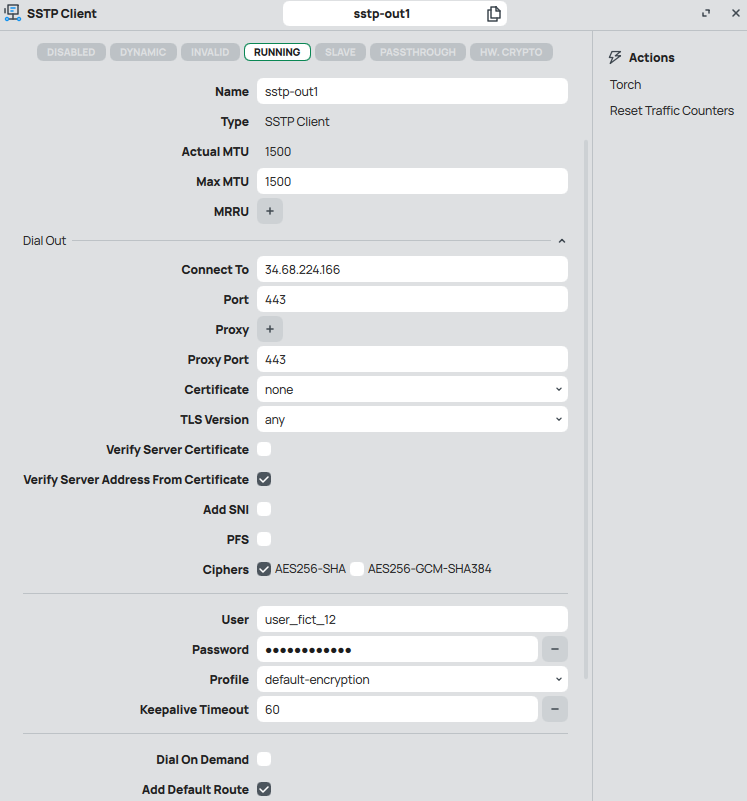 SSTP Client
sstp-out1
DISABLED DYNAMIC INVALID RUNNING SLAVE PASSTHROUGH HW. CRYPTO
Name sstp-out1
Type SSTP Client
Actual MTU 1500
Max MTU 1500
MRRU +
Dial Out
Connect To 34.68.224.166
Port 443
Proxy +
Proxy Port 443
Certificate none
TLS Version any
Verify Server Certificate
Verify Server Address From Certificate
Add SNI
PFS
Ciphers AES256-SHA AES256-GCM-SHA384
User user_fict_12
Password ●●●●●●●●●●●● −
Profile default-encryption
Keepalive Timeout 60 −
Dial On Demand
Add Default Route
Actions
Torch
Reset Traffic Counters